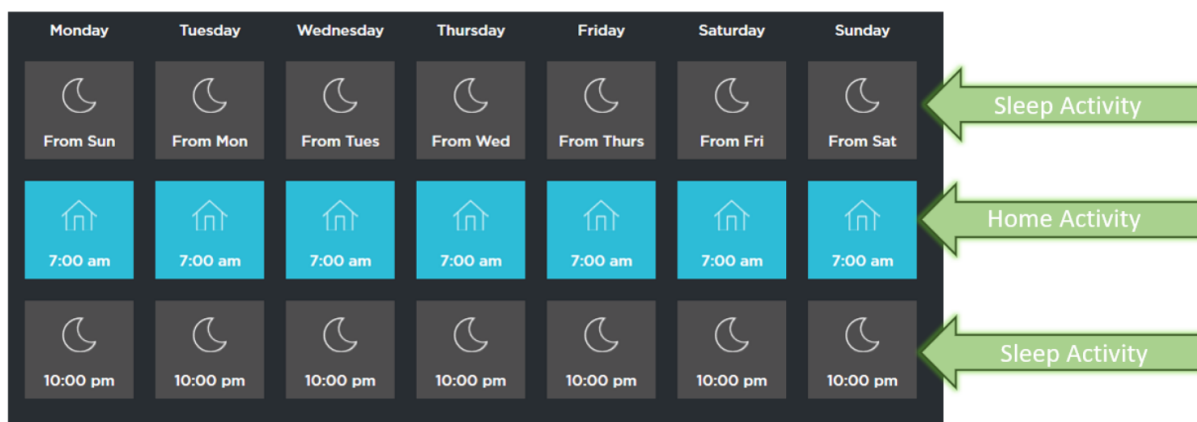 Monday Tuesday Wednesday Thursday Friday Saturday Sunday
From Sun From Mon From Tues From Wed From Thurs From Fri From Sat
Sleep Activity
7:00 am 7:00 am 7:00 am 7:00 am 7:00 am 7:00 am 7:00 am
Home Activity
10:00 pm 10:00 pm 10:00 pm 10:00 pm 10:00 pm 10:00 pm 10:00 pm
Sleep Activity